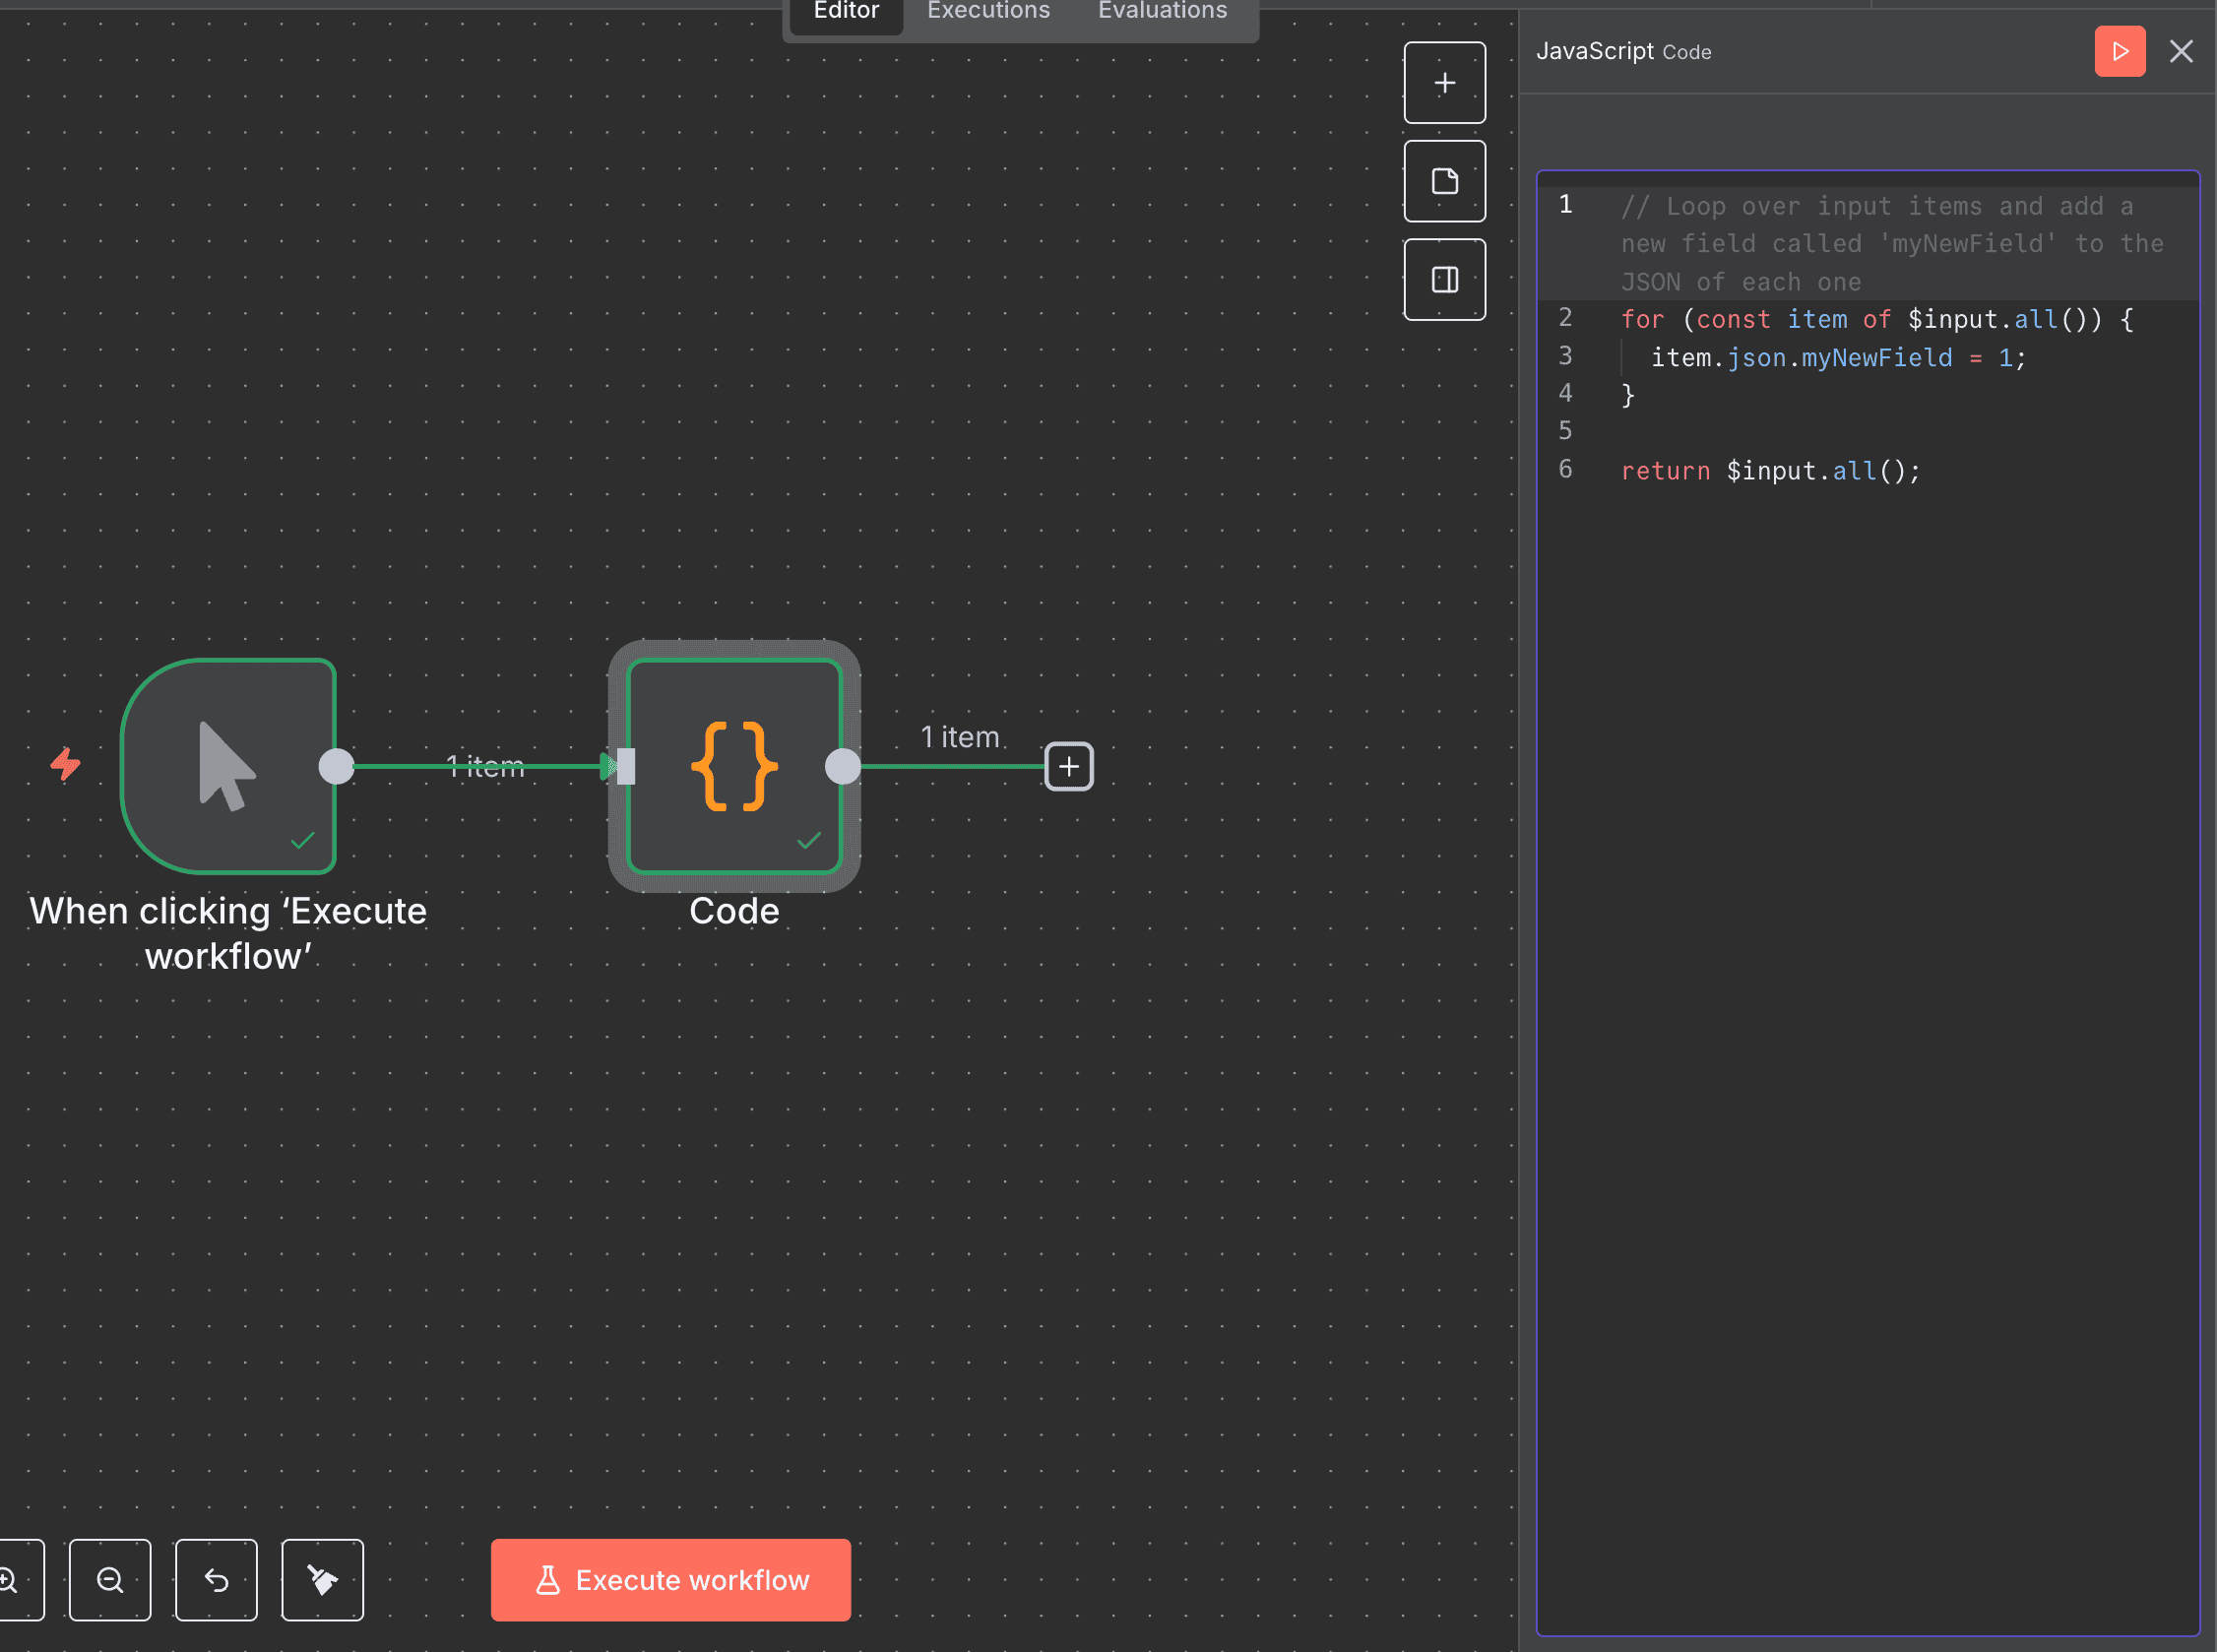 Editor Executions Evaluations
JavaScript Code
1 // Loop over input items and add a
new field called 'myNewField' to the
JSON of each one
2 for (const item of $input.all()) {
3 item.json.myNewField = 1;
4 }
5
6 return $input.all();
1 item
1 item
When clicking ‘Execute
workflow’
Code
Execute workflow